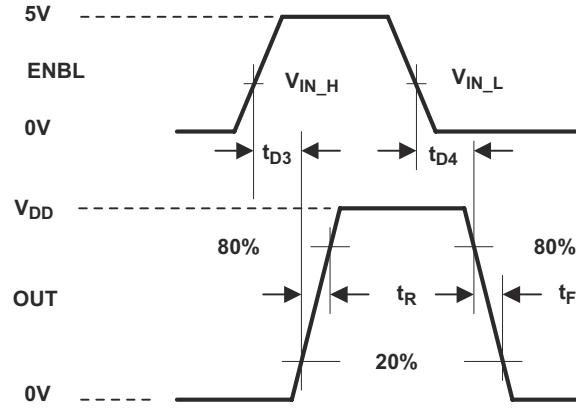 5V
ENBL
V_IN_H
V_IN_L
0V
t_D3
t_D4
V_DD
80%
80%
OUT
t_R
t_F
20%
0V